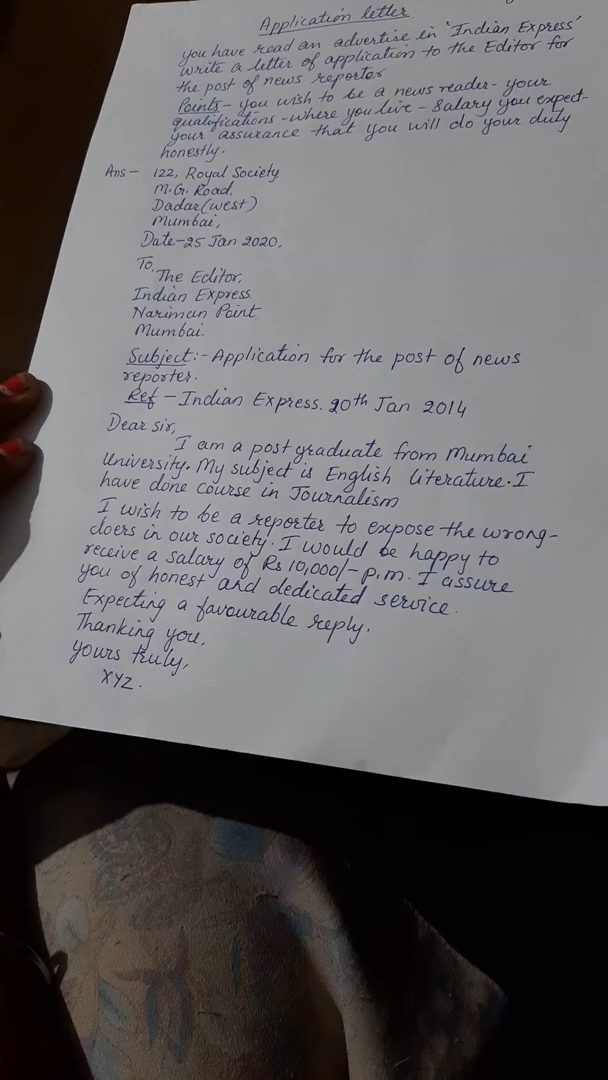 Application letter
you have read an advertise in 'Indian Express'
write a letter of application to the Editor for
the post of news reporter
Points - you wish to be a news reader - your
qualifications - where you live - Salary you expect-
your assurance that you will do your duty
honestly.
Ans - 122, Royal Society
M.G. Road.
Dadar (west)
Mumbai,
Date - 25 Jan 2020,
To,
The Editor,
Indian Express
Nariman Point
Mumbai.
Subject :- Application for the post of news
reporter.
Ref - Indian Express. 20th Jan 2014
Dear sir,
I am a post graduate from Mumbai
University. My subject is English literature. I
have done course in Journalism
I wish to be a reporter to expose the wrong-
doers in our society. I would be happy to
receive a salary of Rs 10,000/- p.m. I assure
you of honest and dedicated service.
Expecting a favourable reply.
Thanking you,
yours truly,
XYZ.